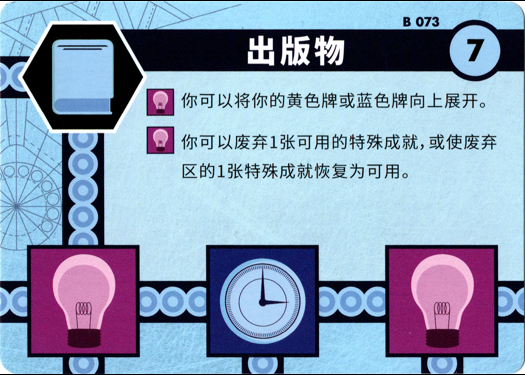 B 073
出版物
7
你可以将你的黄色牌或蓝色牌向上展开。
你可以废弃1张可用的特殊成就,或使废弃
区的1张特殊成就恢复为可用。